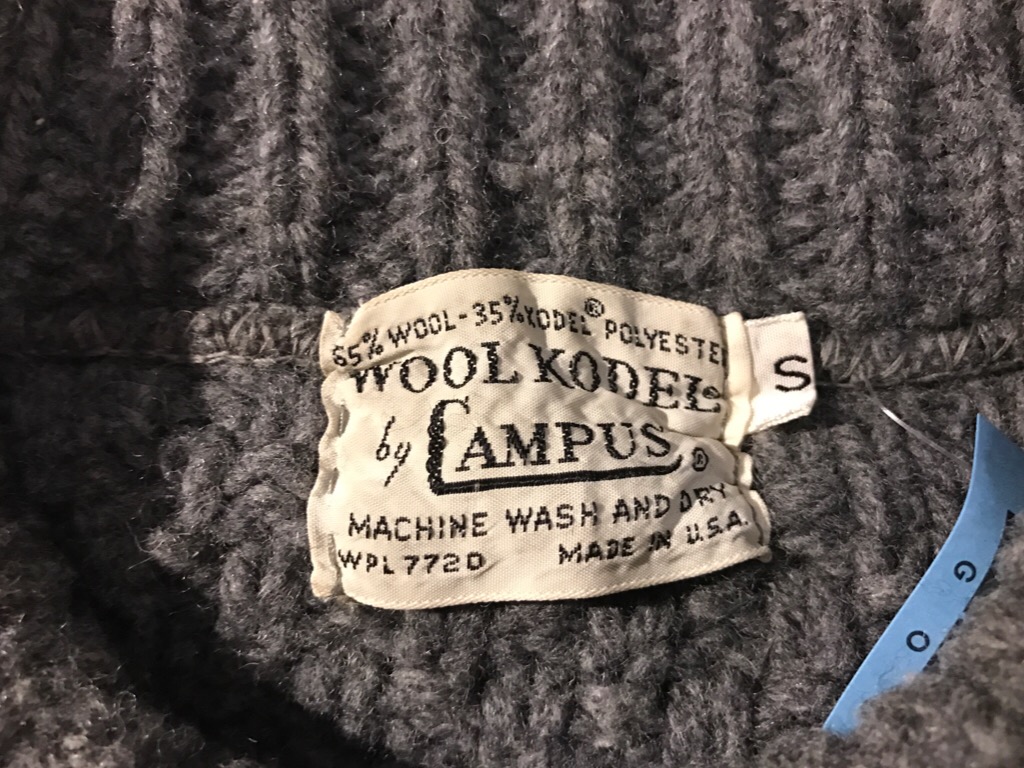 65% WOOL-35% KODEL® POLYESTER
WOOL KODEL®
by CAMPUS®
MACHINE WASH AND DRY
WPL 7720 MADE IN U.S.A.
S
G
O